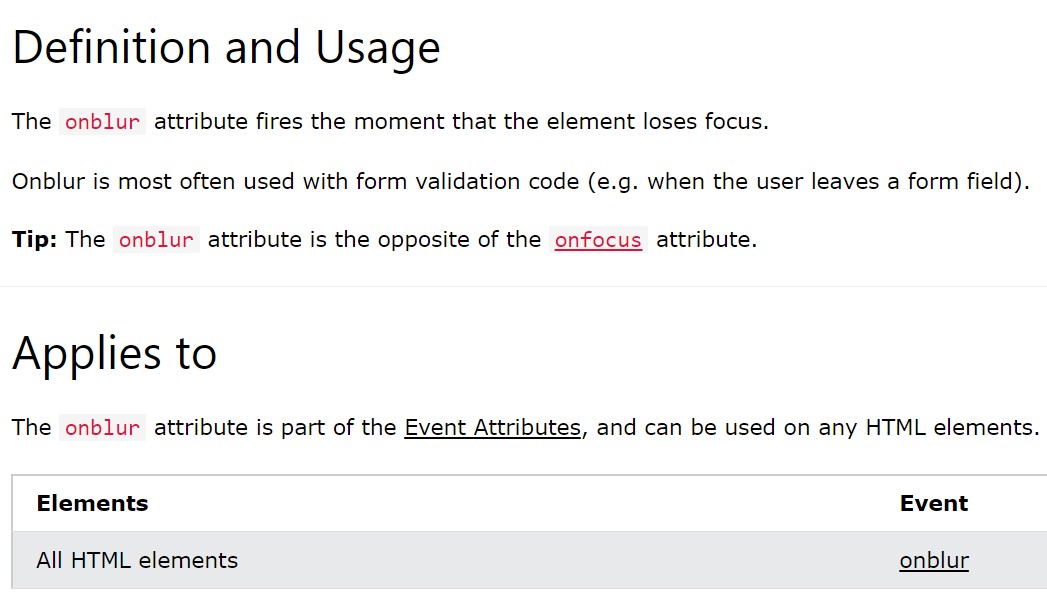 Definition and Usage
The onblur attribute fires the moment that the element loses focus.
Onblur is most often used with form validation code (e.g. when the user leaves a form field).
Tip: The onblur attribute is the opposite of the onfocus attribute.
Applies to
The onblur attribute is part of the Event Attributes, and can be used on any HTML elements.
Elements Event
All HTML elements onblur